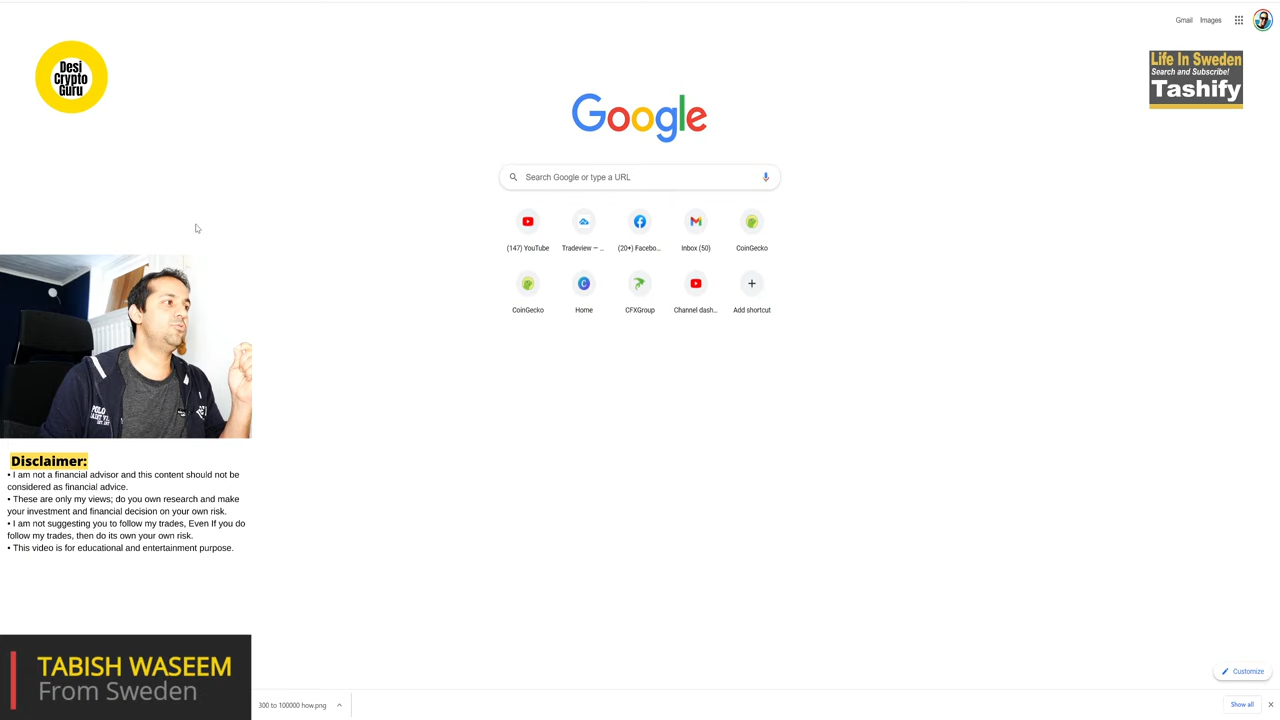 Gmail Images
Desi
Crypto
Guru
Life In Sweden
Search and Subscribe!
Tashify
Google
Search Google or type a URL
(147) YouTube
Tradeview — ...
(20+) Facebo...
Inbox (50)
CoinGecko
CoinGecko
Home
CFXGroup
Channel dash...
Add shortcut
POLO
Disclaimer:
• I am not a financial advisor and this content should not be
considered as financial advice.
• These are only my views; do you own research and make
your investment and financial decision on your own risk.
• I am not suggesting you to follow my trades, Even If you do
follow my trades, then do its own your own risk.
• This video is for educational and entertainment purpose.
TABISH WASEEM
From Sweden
Customize
300 to 100000 how.png
Show all